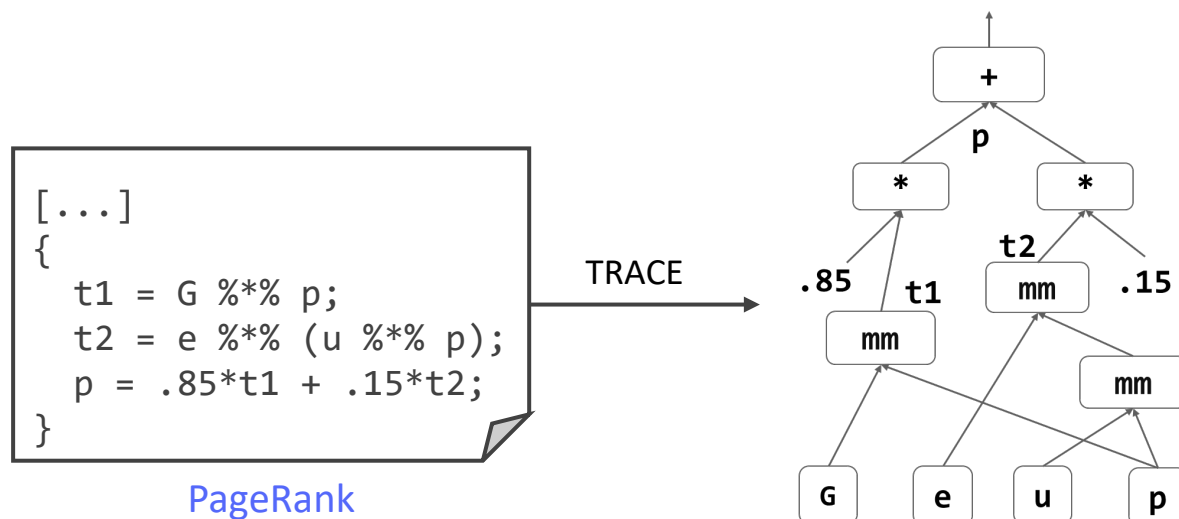 [...]
{
t1 = G %*% p;
t2 = e %*% (u %*% p);
p = .85*t1 + .15*t2;
}
PageRank
TRACE
+
p
* *
t2
.85 t1 mm .15
mm
mm
G e u p